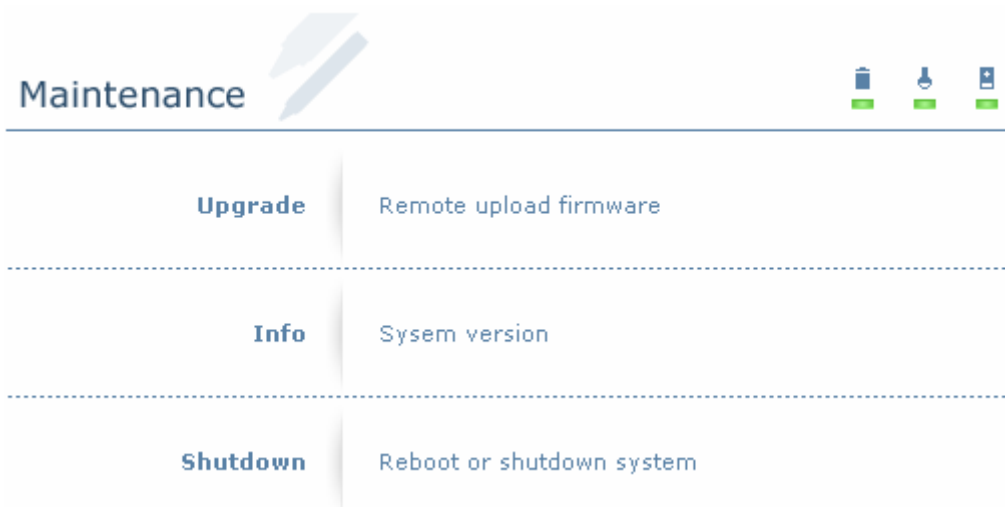 Maintenance
Upgrade Remote upload firmware
Info Sysem version
Shutdown Reboot or shutdown system